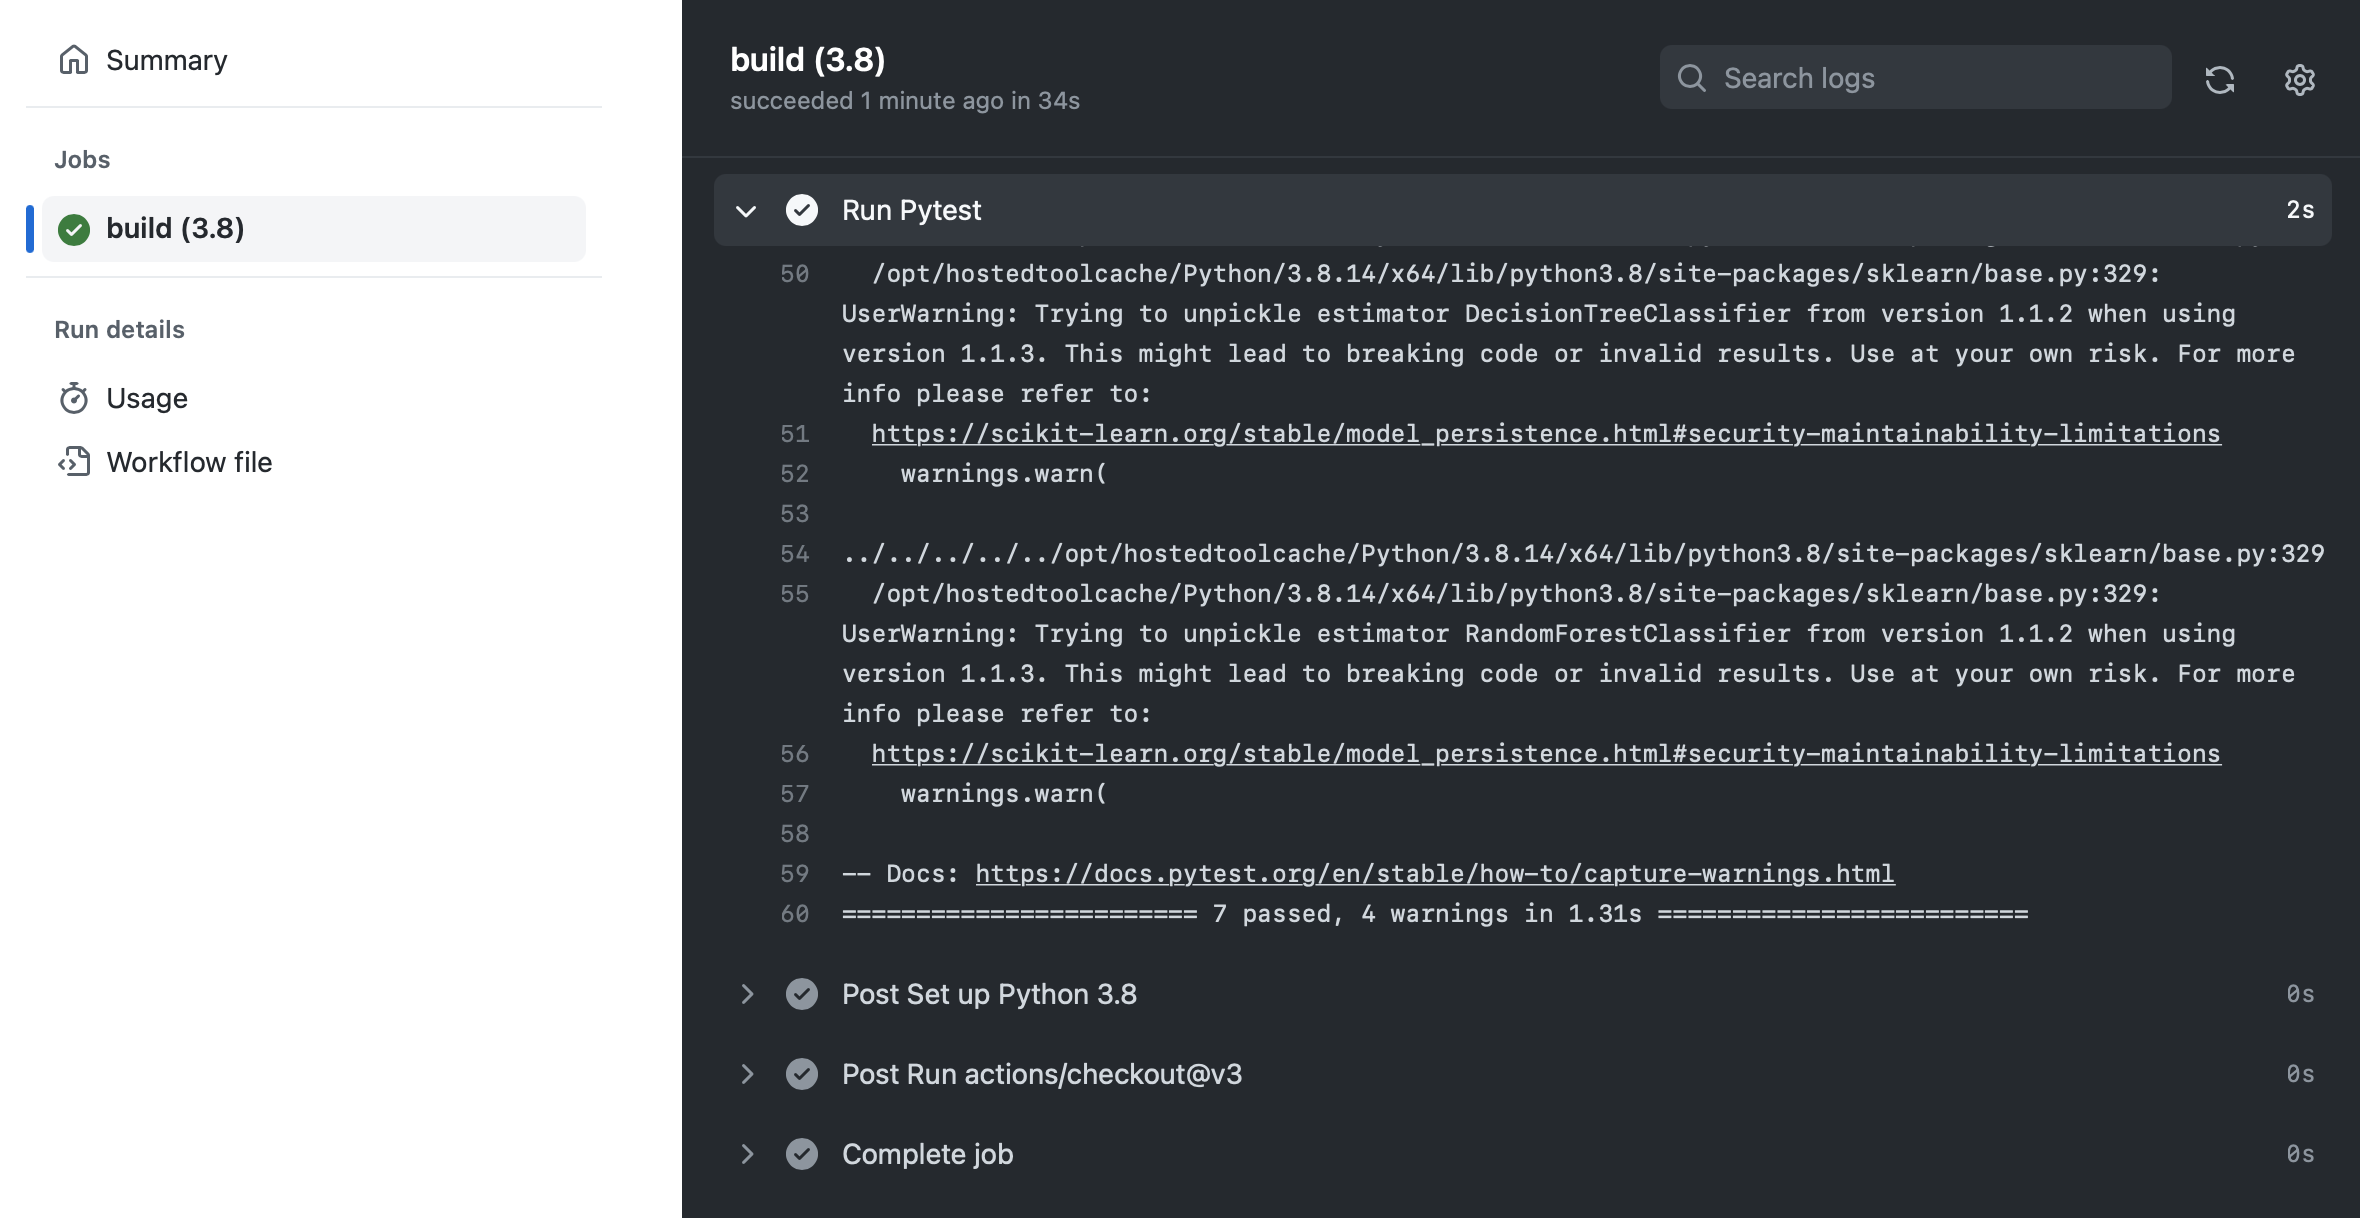 Summary
Jobs
build (3.8)
Run details
Usage
Workflow file
build (3.8)
succeeded 1 minute ago in 34s
Search logs
Run Pytest 2s
50 /opt/hostedtoolcache/Python/3.8.14/x64/lib/python3.8/site-packages/sklearn/base.py:329:
UserWarning: Trying to unpickle estimator DecisionTreeClassifier from version 1.1.2 when using
version 1.1.3. This might lead to breaking code or invalid results. Use at your own risk. For more
info please refer to:
51 https://scikit-learn.org/stable/model_persistence.html#security-maintainability-limitations
52 warnings.warn(
53
54 ../../../../../opt/hostedtoolcache/Python/3.8.14/x64/lib/python3.8/site-packages/sklearn/base.py:329
55 /opt/hostedtoolcache/Python/3.8.14/x64/lib/python3.8/site-packages/sklearn/base.py:329:
UserWarning: Trying to unpickle estimator RandomForestClassifier from version 1.1.2 when using
version 1.1.3. This might lead to breaking code or invalid results. Use at your own risk. For more
info please refer to:
56 https://scikit-learn.org/stable/model_persistence.html#security-maintainability-limitations
57 warnings.warn(
58
59 -- Docs: https://docs.pytest.org/en/stable/how-to/capture-warnings.html
60 ======================== 7 passed, 4 warnings in 1.31s =========================
Post Set up Python 3.8 0s
Post Run actions/checkout@v3 0s
Complete job 0s